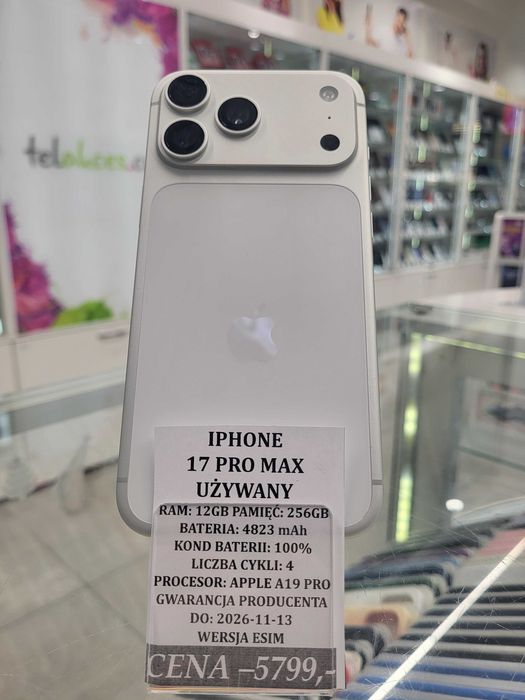 telakces.c
IPHONE
17 PRO MAX
UŻYWANY
RAM: 12GB PAMIĘĆ: 256GB
BATERIA: 4823 mAh
KOND BATERII: 100%
LICZBA CYKLI: 4
PROCESOR: APPLE A19 PRO
GWARANCJA PRODUCENTA
DO: 2026-11-13
WERSJA ESIM
CENA –5799,-